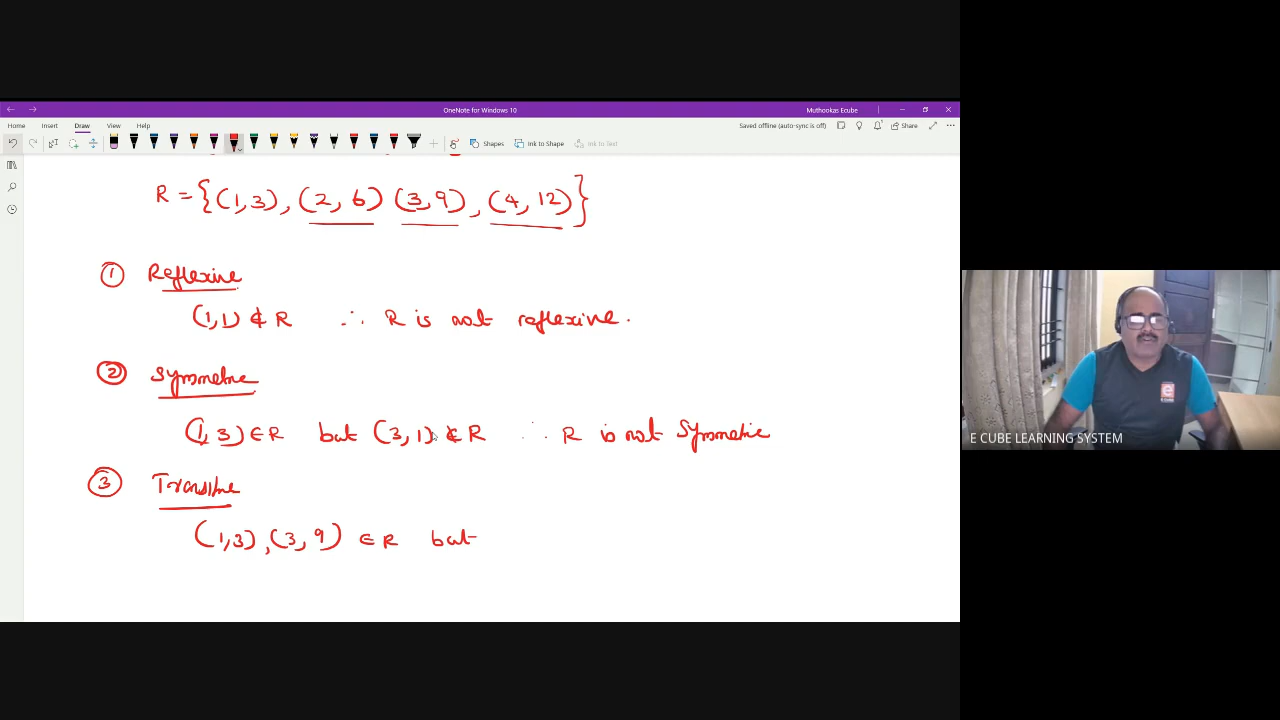 OneNote for Windows 10
Muthookas Ecube
Home Insert Draw View Help
Saved offline (auto-sync is off)
Share
Shapes
Ink to Shape
Ink to Text
R = {(1,3), (2, 6) (3,9), (4, 12)}
① Reflexive
(1,1) ∉ R ∴ R is not reflexive.
② Symmetric
(1,3) ∈ R but (3,1) ∉ R ∴ R is not Symmetric
③ Transitive
(1,3), (3, 9) ∈ R but
e
E CUBE LEARNING SYSTEM